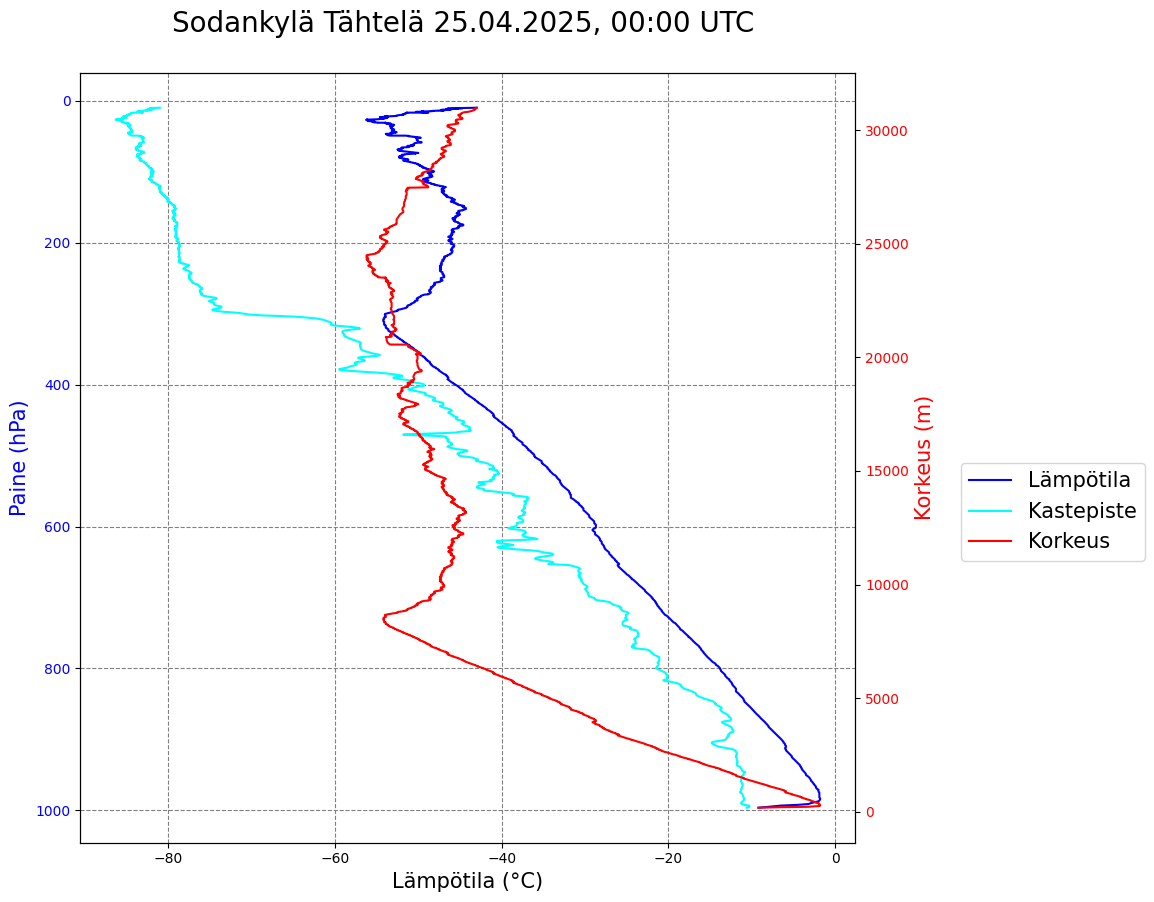 Sodankylä Tähtelä 25.04.2025, 00:00 UTC
0
200
400
600
800
1000
Paine (hPa)
−80
−60
−40
−20
0
Lämpötila (°C)
30000
25000
20000
15000
10000
5000
0
Korkeus (m)
Lämpötila
Kastepiste
Korkeus